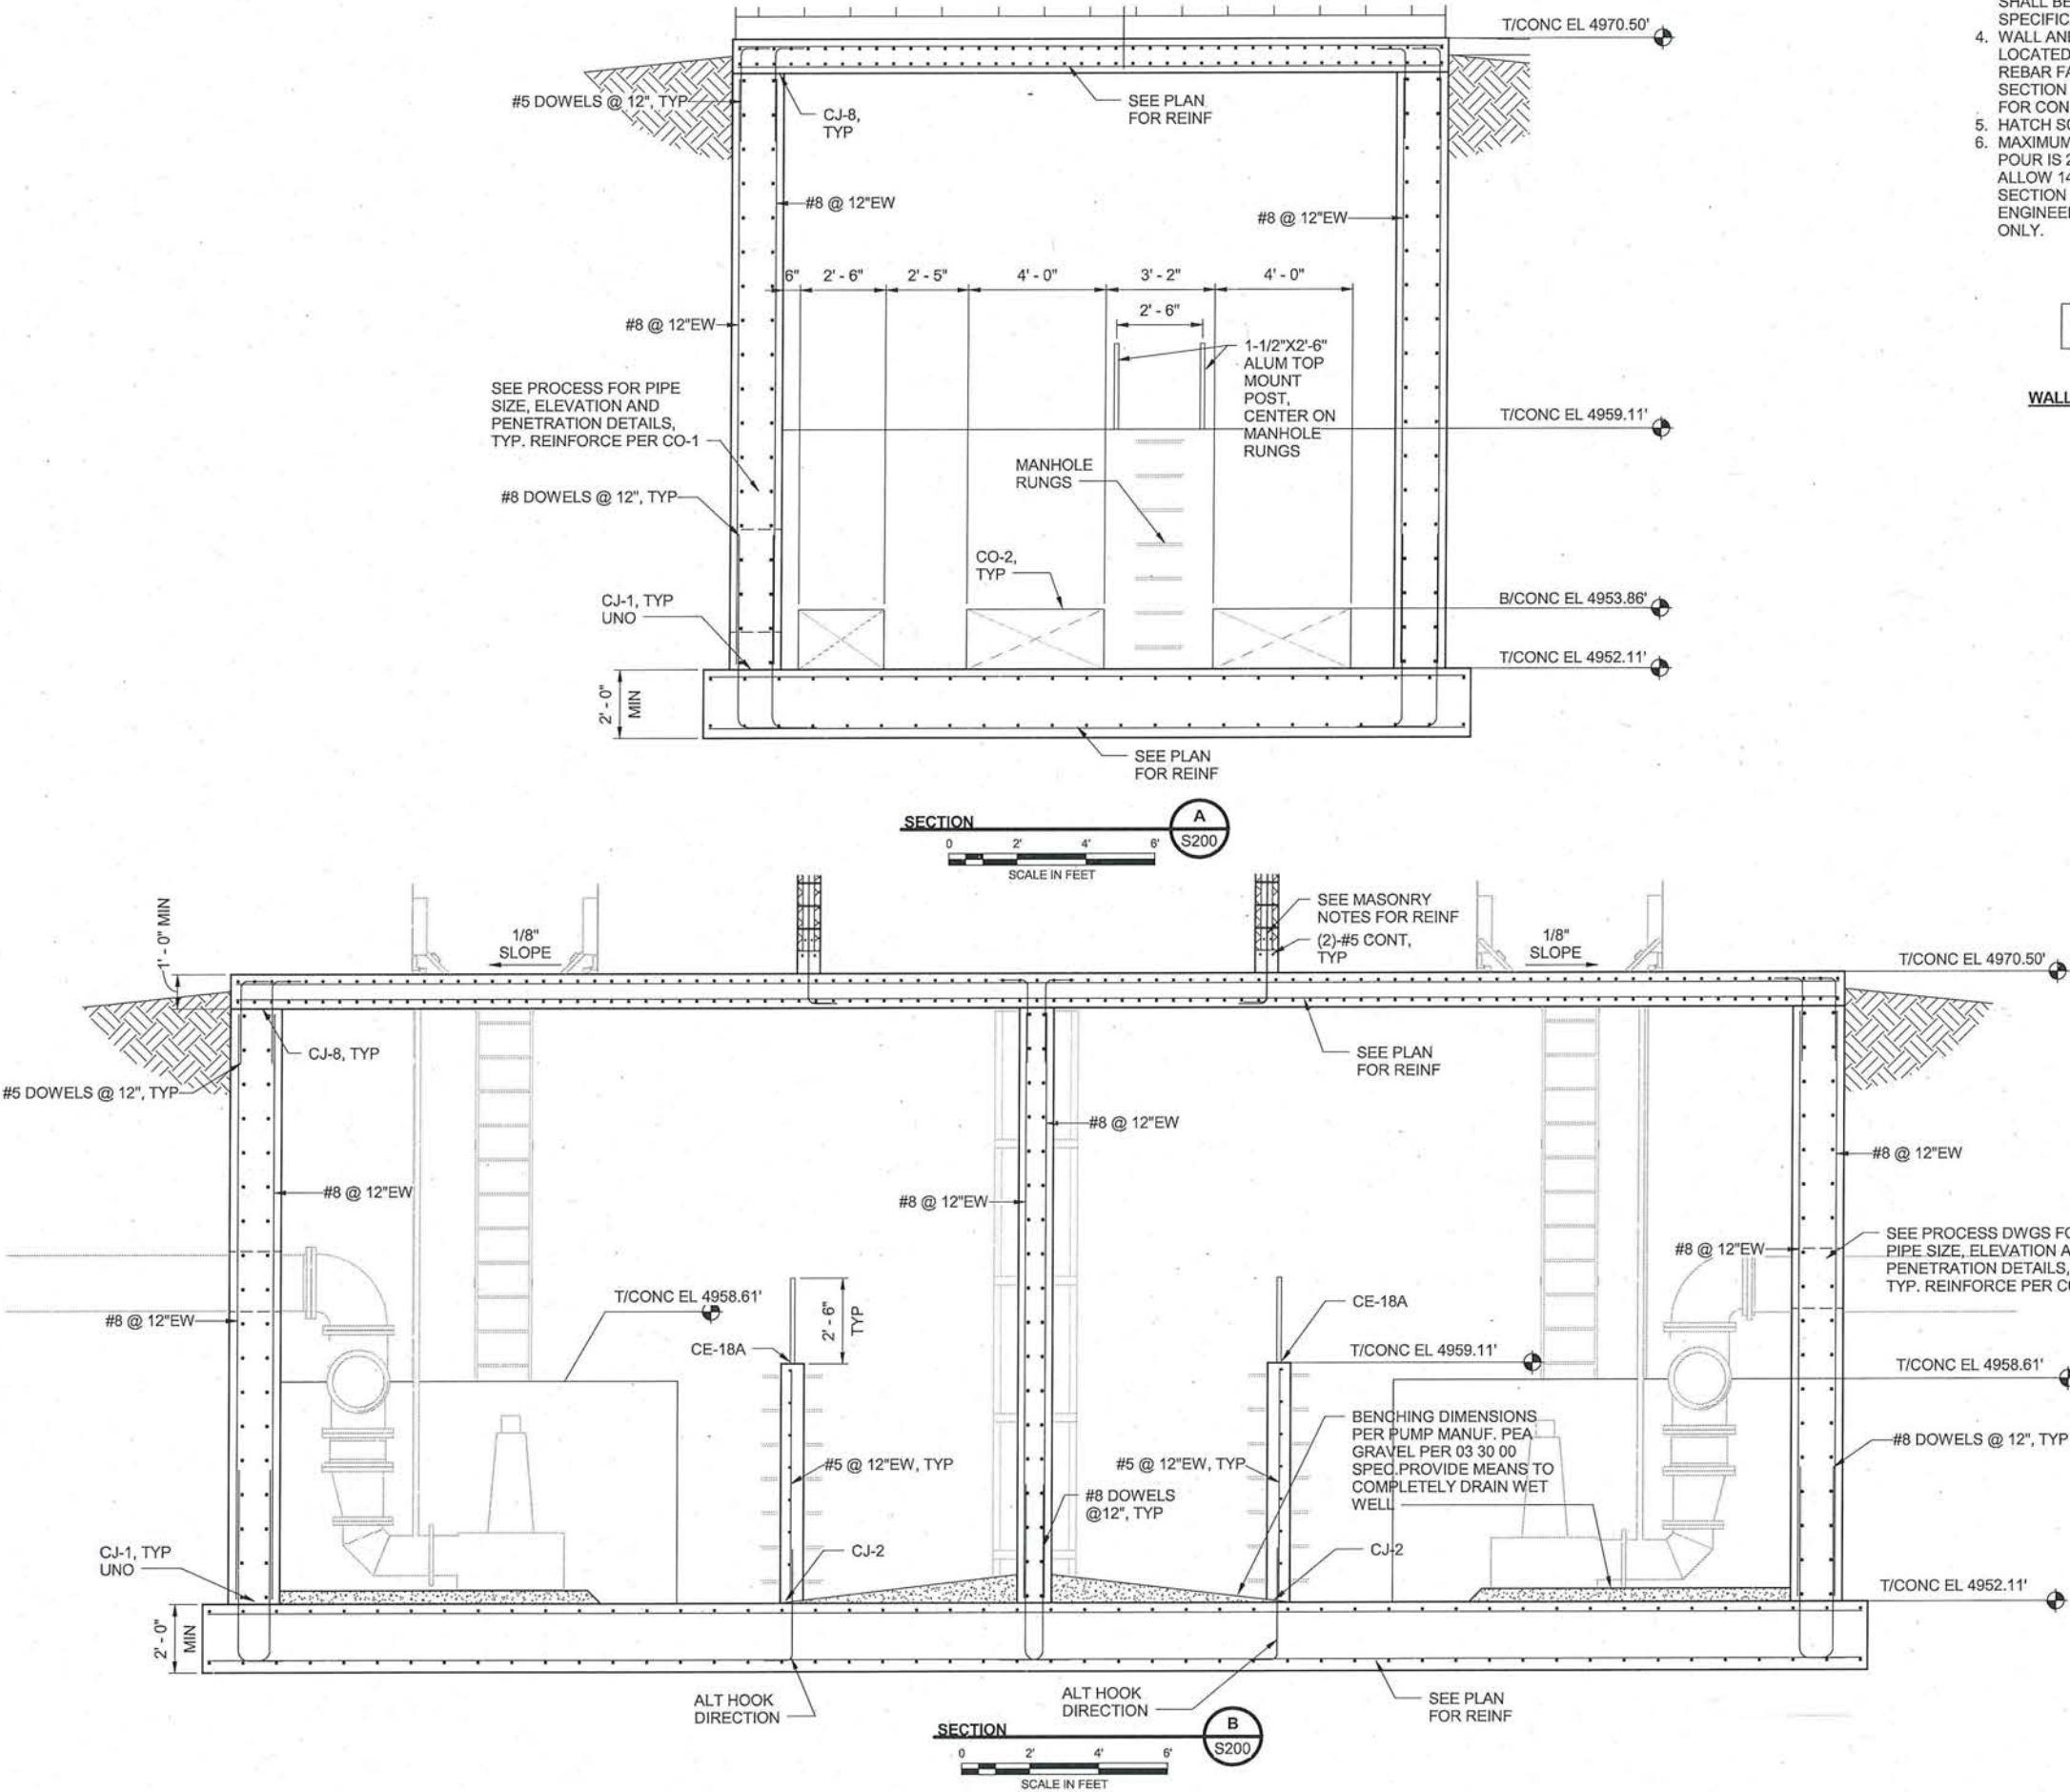 T/CONC EL 4970.50'
#5 DOWELS @ 12", TYP
CJ-8,
TYP
SEE PLAN
FOR REINF
#8 @ 12"EW
#8 @ 12"EW
6" 2' - 6" 2' - 5" 4' - 0" 3' - 2" 4' - 0"
2' - 6"
#8 @ 12"EW
1-1/2"X2'-6"
ALUM TOP
MOUNT
POST,
CENTER ON
MANHOLE
RUNGS
SEE PROCESS FOR PIPE
SIZE, ELEVATION AND
PENETRATION DETAILS,
TYP. REINFORCE PER CO-1
T/CONC EL 4959.11'
MANHOLE
RUNGS
#8 DOWELS @ 12", TYP
CO-2,
TYP
CJ-1, TYP
UNO
B/CONC EL 4953.86'
T/CONC EL 4952.11'
2' - 0"
MIN
SEE PLAN
FOR REINF
SECTION
A
S200
0 2' 4' 6'
SCALE IN FEET
SHALL BE
4. WALL AN
LOCATED
SECTION
FOR CON
5. HATCH
6. MAXIMUM
POUR IS
ALLOW
SECTION
ONLY.
WALL
1' - 0" MIN
1/8"
SLOPE
SEE MASONRY
NOTES FOR REINF
(2)-#5 CONT,
TYP
1/8"
SLOPE
T/CONC EL 4970.50'
CJ-8, TYP
#5 DOWELS @ 12", TYP
SEE PLAN
FOR REINF
#8 @ 12"EW
#8 @ 12"EW
#8 @ 12"EW
#8 @ 12"EW
#8 @ 12"EW
SEE PROCESS DWGS
PIPE SIZE, ELEVATION
PENETRATION DETAILS,
TYP. REINFORCE PER
T/CONC EL 4958.61'
#8 @ 12"EW
2' - 6"
TYP
CE-18A
CE-18A
T/CONC EL 4959.11'
T/CONC EL 4958.61'
BENCHING DIMENSIONS
PER PUMP MANUF. PEA
GRAVEL PER 03 30 00
SPEC.PROVIDE MEANS TO
COMPLETELY DRAIN WET
WELL
#8 DOWELS @ 12", TYP
#5 @ 12"EW, TYP
#5 @ 12"EW, TYP
#8 DOWELS
@12", TYP
CJ-1, TYP
UNO
CJ-2
CJ-2
T/CONC EL 4952.11'
2' - 0"
MIN
ALT HOOK
DIRECTION
ALT HOOK
DIRECTION
SEE PLAN
FOR REINF
SECTION
B
S200
0 2' 4' 6'
SCALE IN FEET